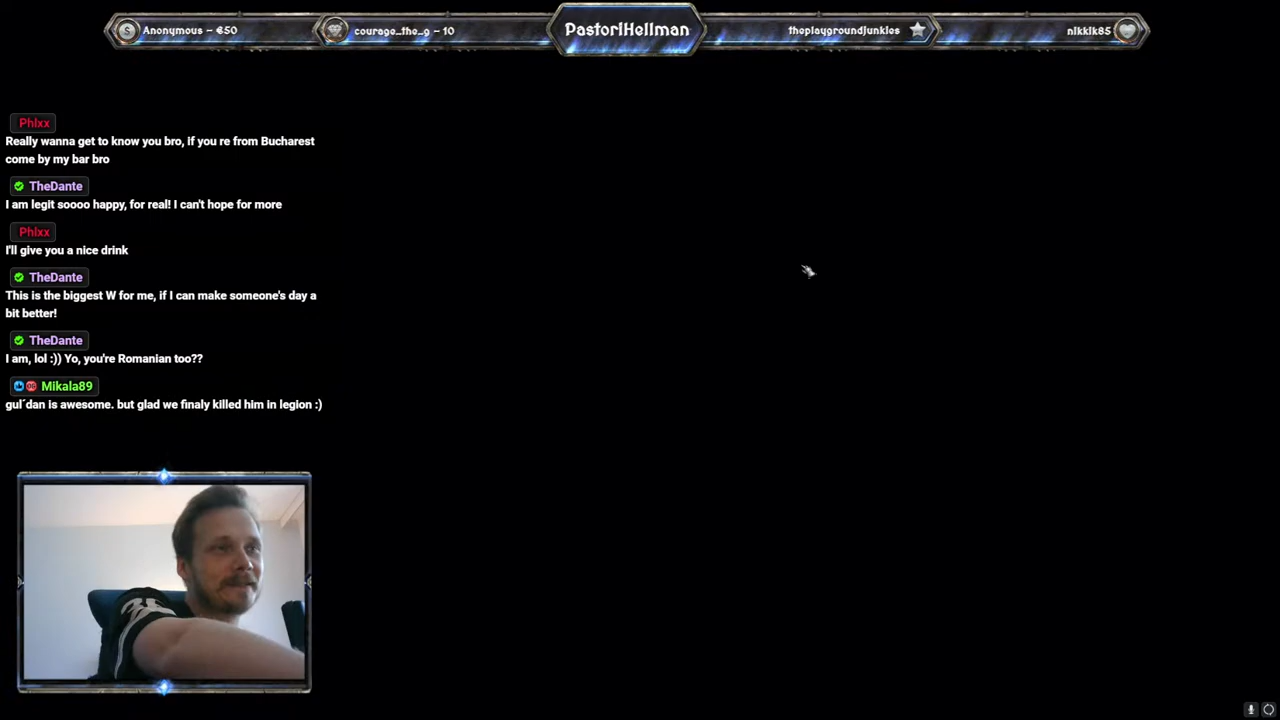 Anonymous - €50
courage_the_g - 10
PastoriHellman
theplaygroundjunkies
nikkik85
Phlxx
Really wanna get to know you bro, if you re from Bucharest
come by my bar bro
TheDante
I am legit soooo happy, for real! I can't hope for more
Phlxx
I'll give you a nice drink
TheDante
This is the biggest W for me, if I can make someone's day a
bit better!
TheDante
I am, lol :)) Yo, you're Romanian too??
Mikala89
gul´dan is awesome. but glad we finaly killed him in legion :)